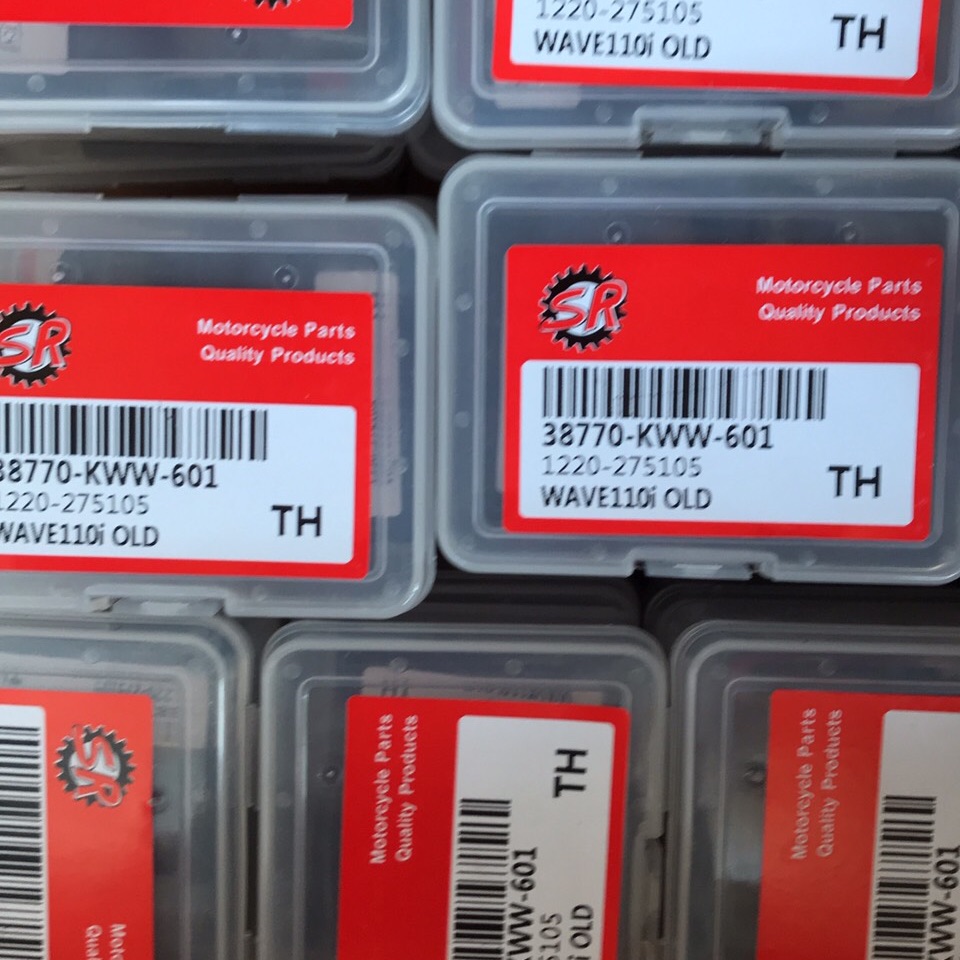 1220-275105
WAVE110i OLD
TH
SR
Motorcycle Parts
Quality Products
38770-KWW-601
1220-275105
WAVE110i OLD
TH
SR
Motorcycle Parts
Quality Products
38770-KWW-601
1220-275105
WAVE110i OLD
TH
SR
Motorcycle Parts
Quality Products
TH
KWW-601
5105
i OLD
Motorcycle Parts
Quality Products
KWW-601